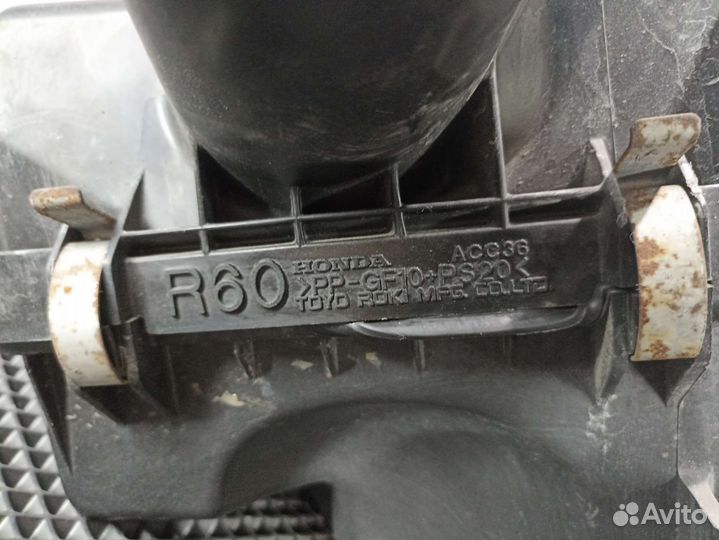 R60 HONDA ACC36
>PP-GF10+PS20<
TOYO ROKI MFG. CO., LTD.
Avito